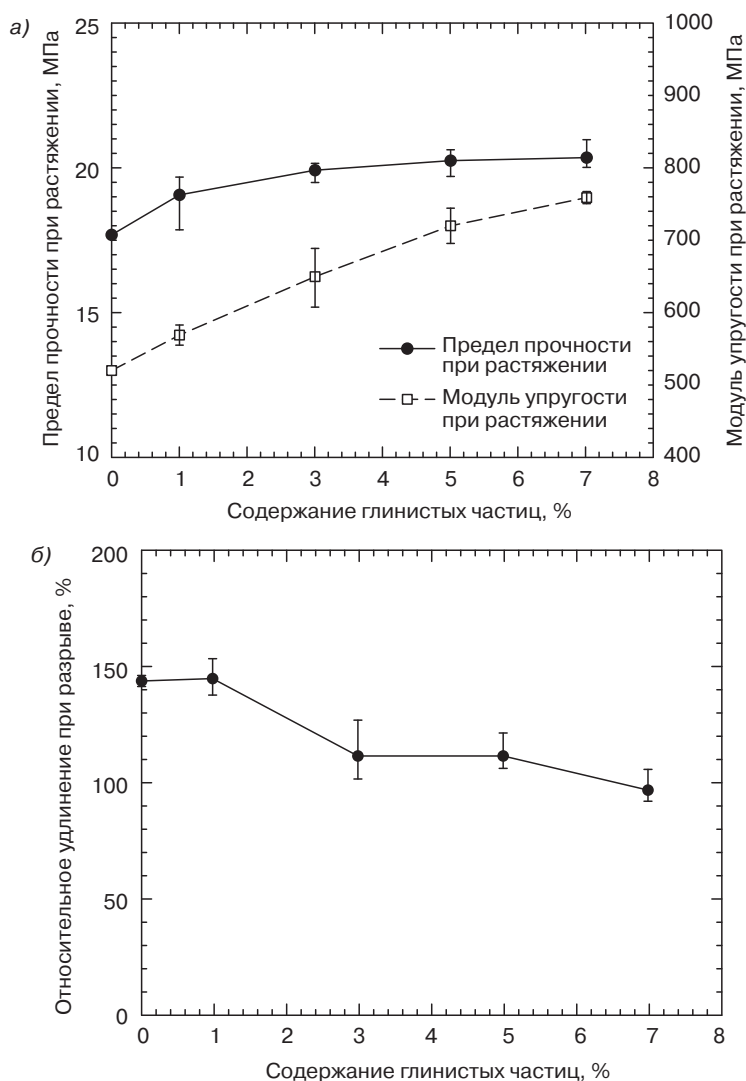 а)
Предел прочности при растяжении, МПа
25
20
15
10
1000
900
800
700
600
500
400
Модуль упругости при растяжении, МПа
Предел прочности
при растяжении
Модуль упругости
при растяжении
0 1 2 3 4 5 6 7 8
Содержание глинистых частиц, %
б)
Относительное удлинение при разрыве, %
200
150
100
50
0
0 1 2 3 4 5 6 7 8
Содержание глинистых частиц, %